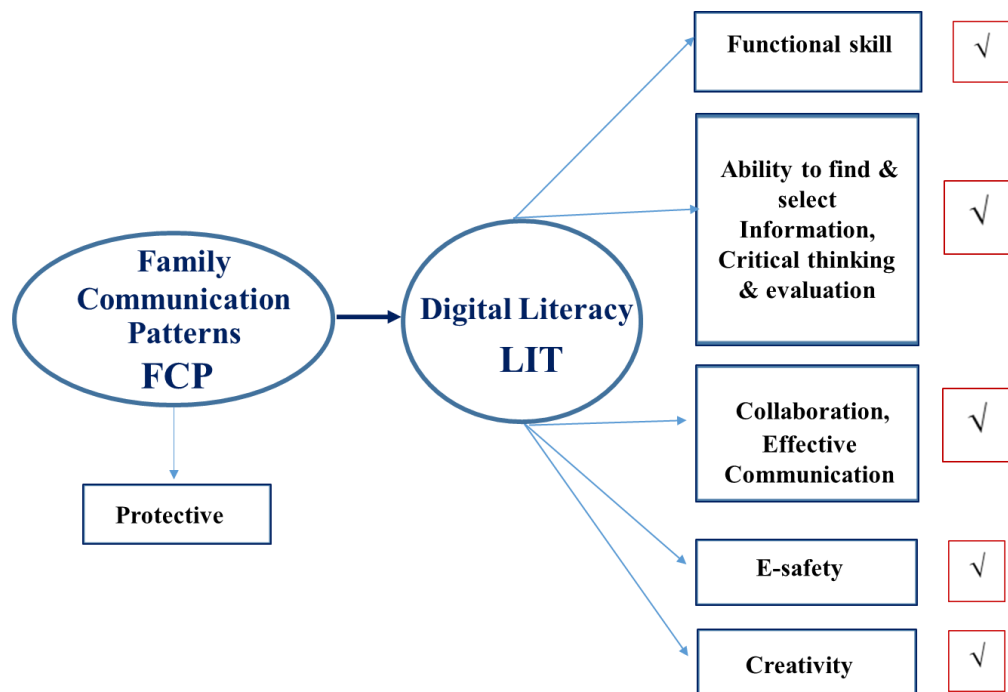 Family
Communication
Patterns
FCP
Protective
Digital Literacy
LIT
Functional skill
√
Ability to find &
select
Information,
Critical thinking
& evaluation
√
Collaboration,
Effective
Communication
√
E-safety
√
Creativity
√